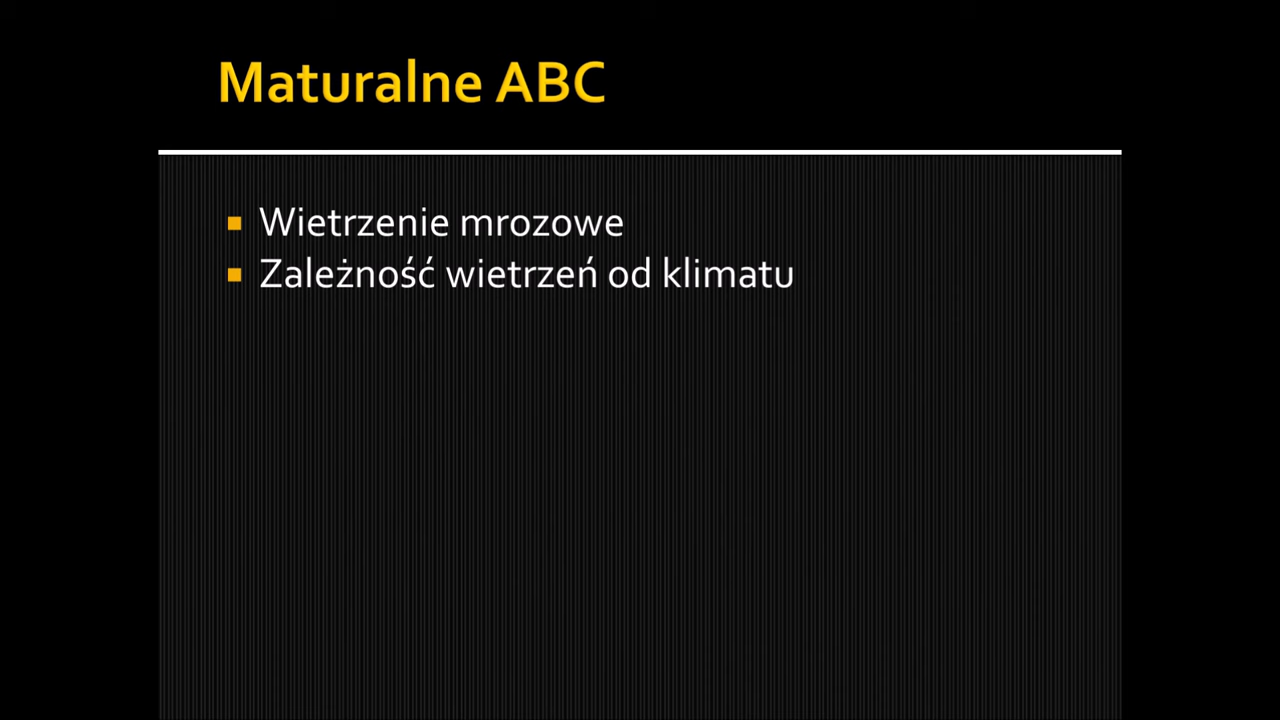 Maturalne ABC
Wietrzenie mrozowe
Zależność wietrzeń od klimatu